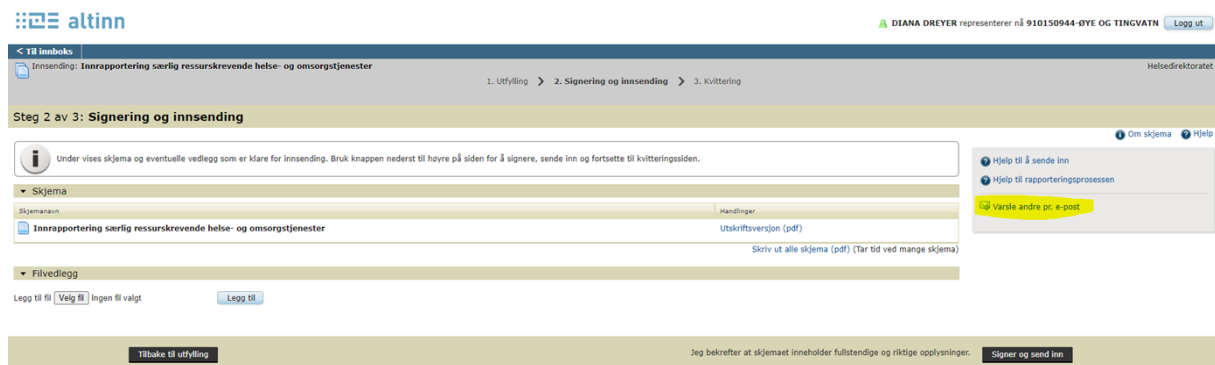 altinn
DIANA DREYER representerer nå 910150944-ØYE OG TINGVATN Logg ut
< Til innboks
Innsending: Innrapportering særlig ressurskrevende helse- og omsorgstjenester
Helsedirektoratet
1. Utfylling 2. Signering og innsending 3. Kvittering
Steg 2 av 3: Signering og innsending
Om skjema Hjelp
Under vises skjema og eventuelle vedlegg som er klare for innsending. Bruk knappen nederst til høyre på siden for å signere, sende inn og fortsette til kvitteringssiden.
Hjelp til å sende inn
Hjelp til rapporteringsprosessen
Varsle andre pr. e-post
Skjema
Skjemanavn Handlinger
Innrapportering særlig ressurskrevende helse- og omsorgstjenester Utskriftsversjon (pdf)
Skriv ut alle skjema (pdf) (Tar tid ved mange skjema)
Filvedlegg
Legg til fil Velg fil Ingen fil valgt Legg til
Tilbake til utfylling Jeg bekrefter at skjemaet inneholder fullstendige og riktige opplysninger. Signer og send inn